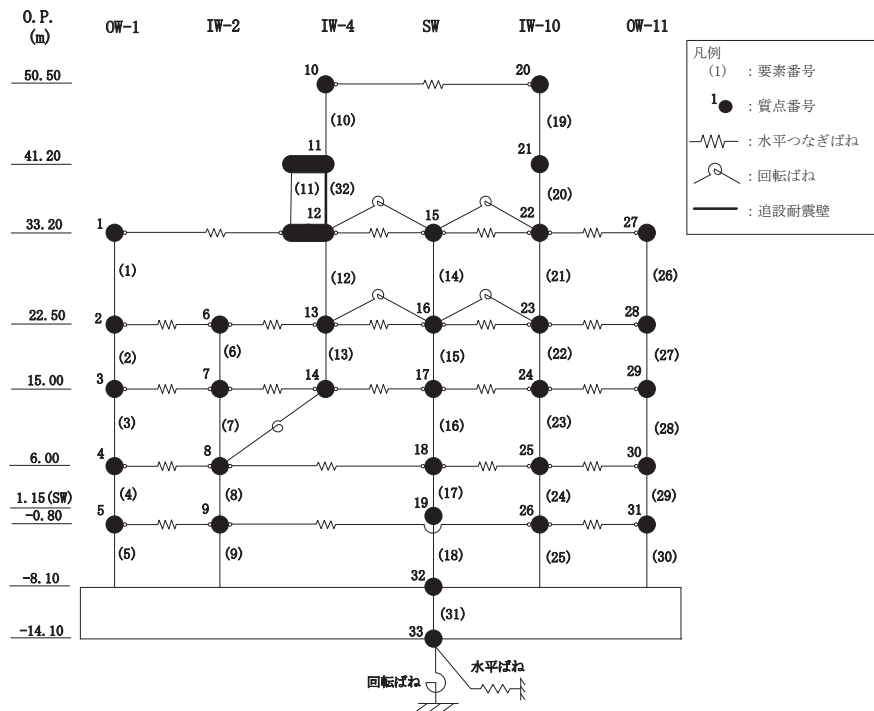 O.P.
(m)
OW-1 IW-2 IW-4 SW IW-10 OW-11
凡例
(1) : 要素番号
1 : 質点番号
: 水平つなぎばね
: 回転ばね
: 追設耐震壁
50.50 10 20
(10) (19)
41.20 11 21
(11) (32) (20)
33.20 1 12 15 22 27
(1) (12) (14) (21) (26)
22.50 2 6 13 16 23 28
(2) (6) (13) (15) (22) (27)
15.00 3 7 14 17 24 29
(3) (7) (16) (23) (28)
6.00 4 8 18 25 30
(4) (8) (17) (24) (29)
1.15(SW) 19
-0.80 5 9 26 31
(5) (9) (18) (25) (30)
-8.10 32
(31)
-14.10 33
水平ばね
回転ばね